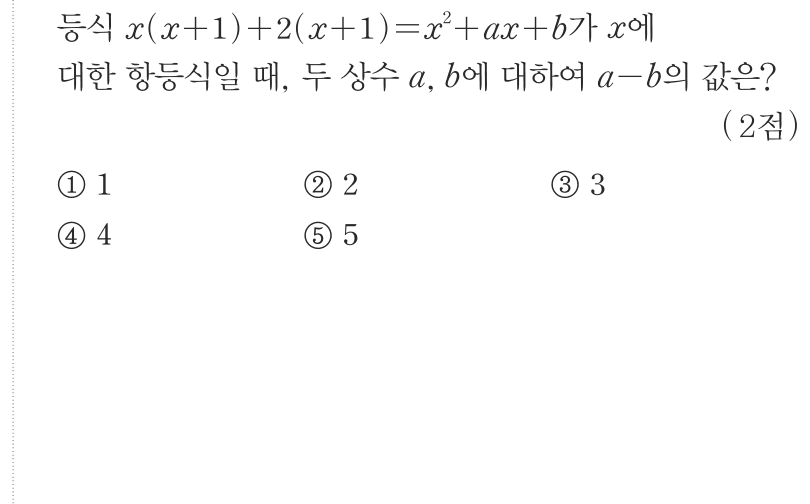 등식 x(x+1)+2(x+1)=x²+ax+b가 x에
대한 항등식일 때, 두 상수 a, b에 대하여 a−b의 값은?
(2점)
① 1 ② 2 ③ 3
④ 4 ⑤ 5